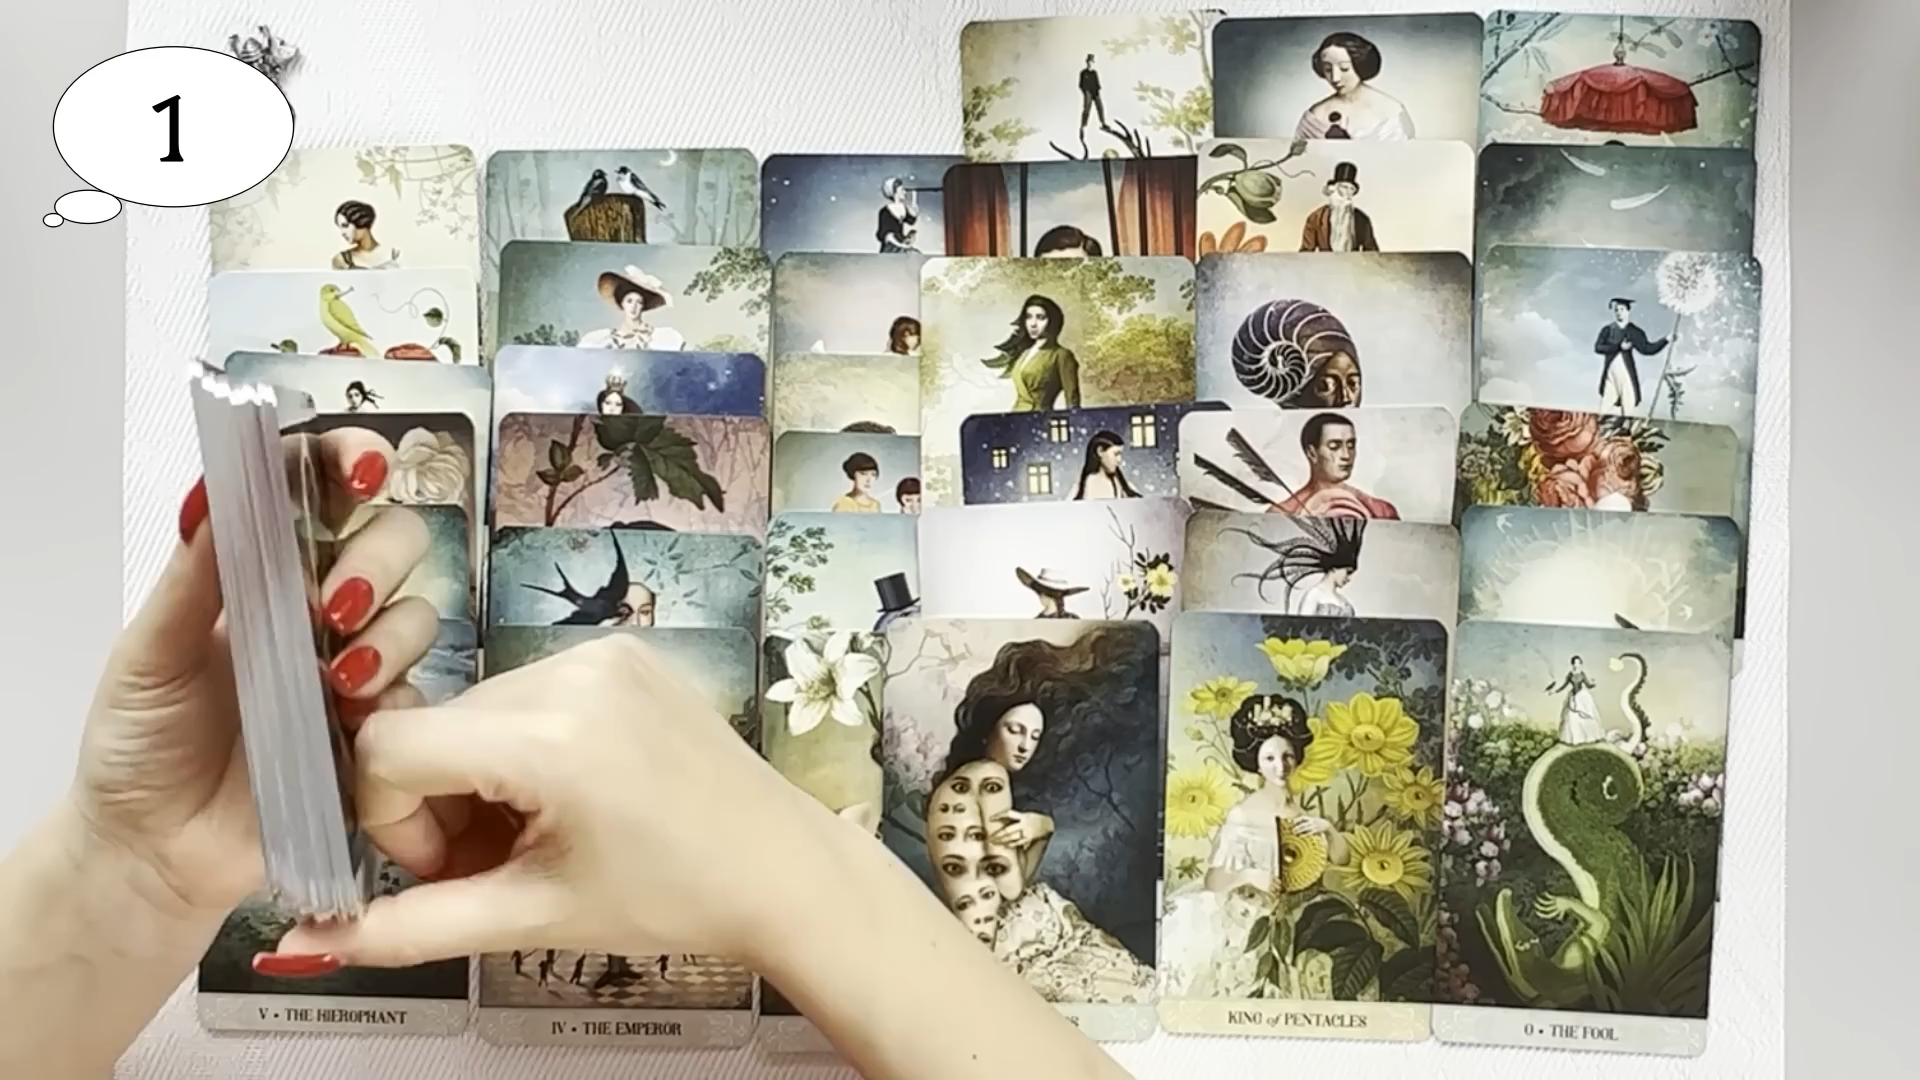 1
V • THE HIEROPHANT
IV • THE EMPEROR
KING of PENTACLES
0 • THE FOOL